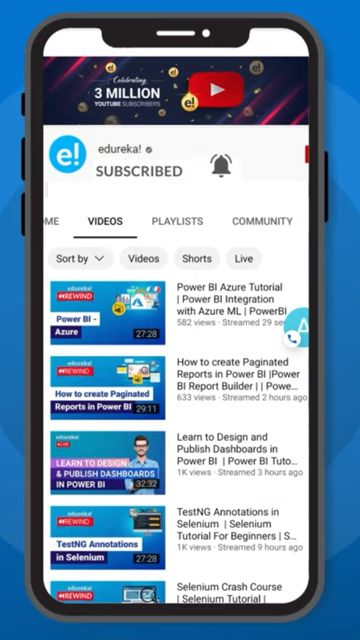 Celebrating
3 MILLION
YOUTUBE SUBSCRIBERS
e!
e!
edureka!
SUBSCRIBED
OME VIDEOS PLAYLISTS COMMUNITY
Sort by Videos Shorts Live
edureka!
REWIND
Power BI -
Azure
27:28
Power BI Azure Tutorial
| Power BI Integration
with Azure ML | PowerBI
582 views · Streamed 29 se
edureka!
REWIND
How to create Paginated
Reports in Power BI
29:11
How to create Paginated
Reports in Power BI |Power
BI Report Builder | | Powe...
633 views · Streamed 2 hours ago
edureka!
LIVE
LEARN TO DESIGN
& PUBLISH DASHBOARDS
IN POWER BI
32:32
Learn to Design and
Publish Dashboards in
Power BI | Power BI Tuto...
1K views · Streamed 3 hours ago
edureka!
REWIND
TestNG Annotations
in Selenium
27:28
TestNG Annotations in
Selenium | Selenium
Tutorial For Beginners | S...
1K views · Streamed 9 hours ago
edureka!
REWIND
Selenium Crash Course
| Selenium Tutorial |